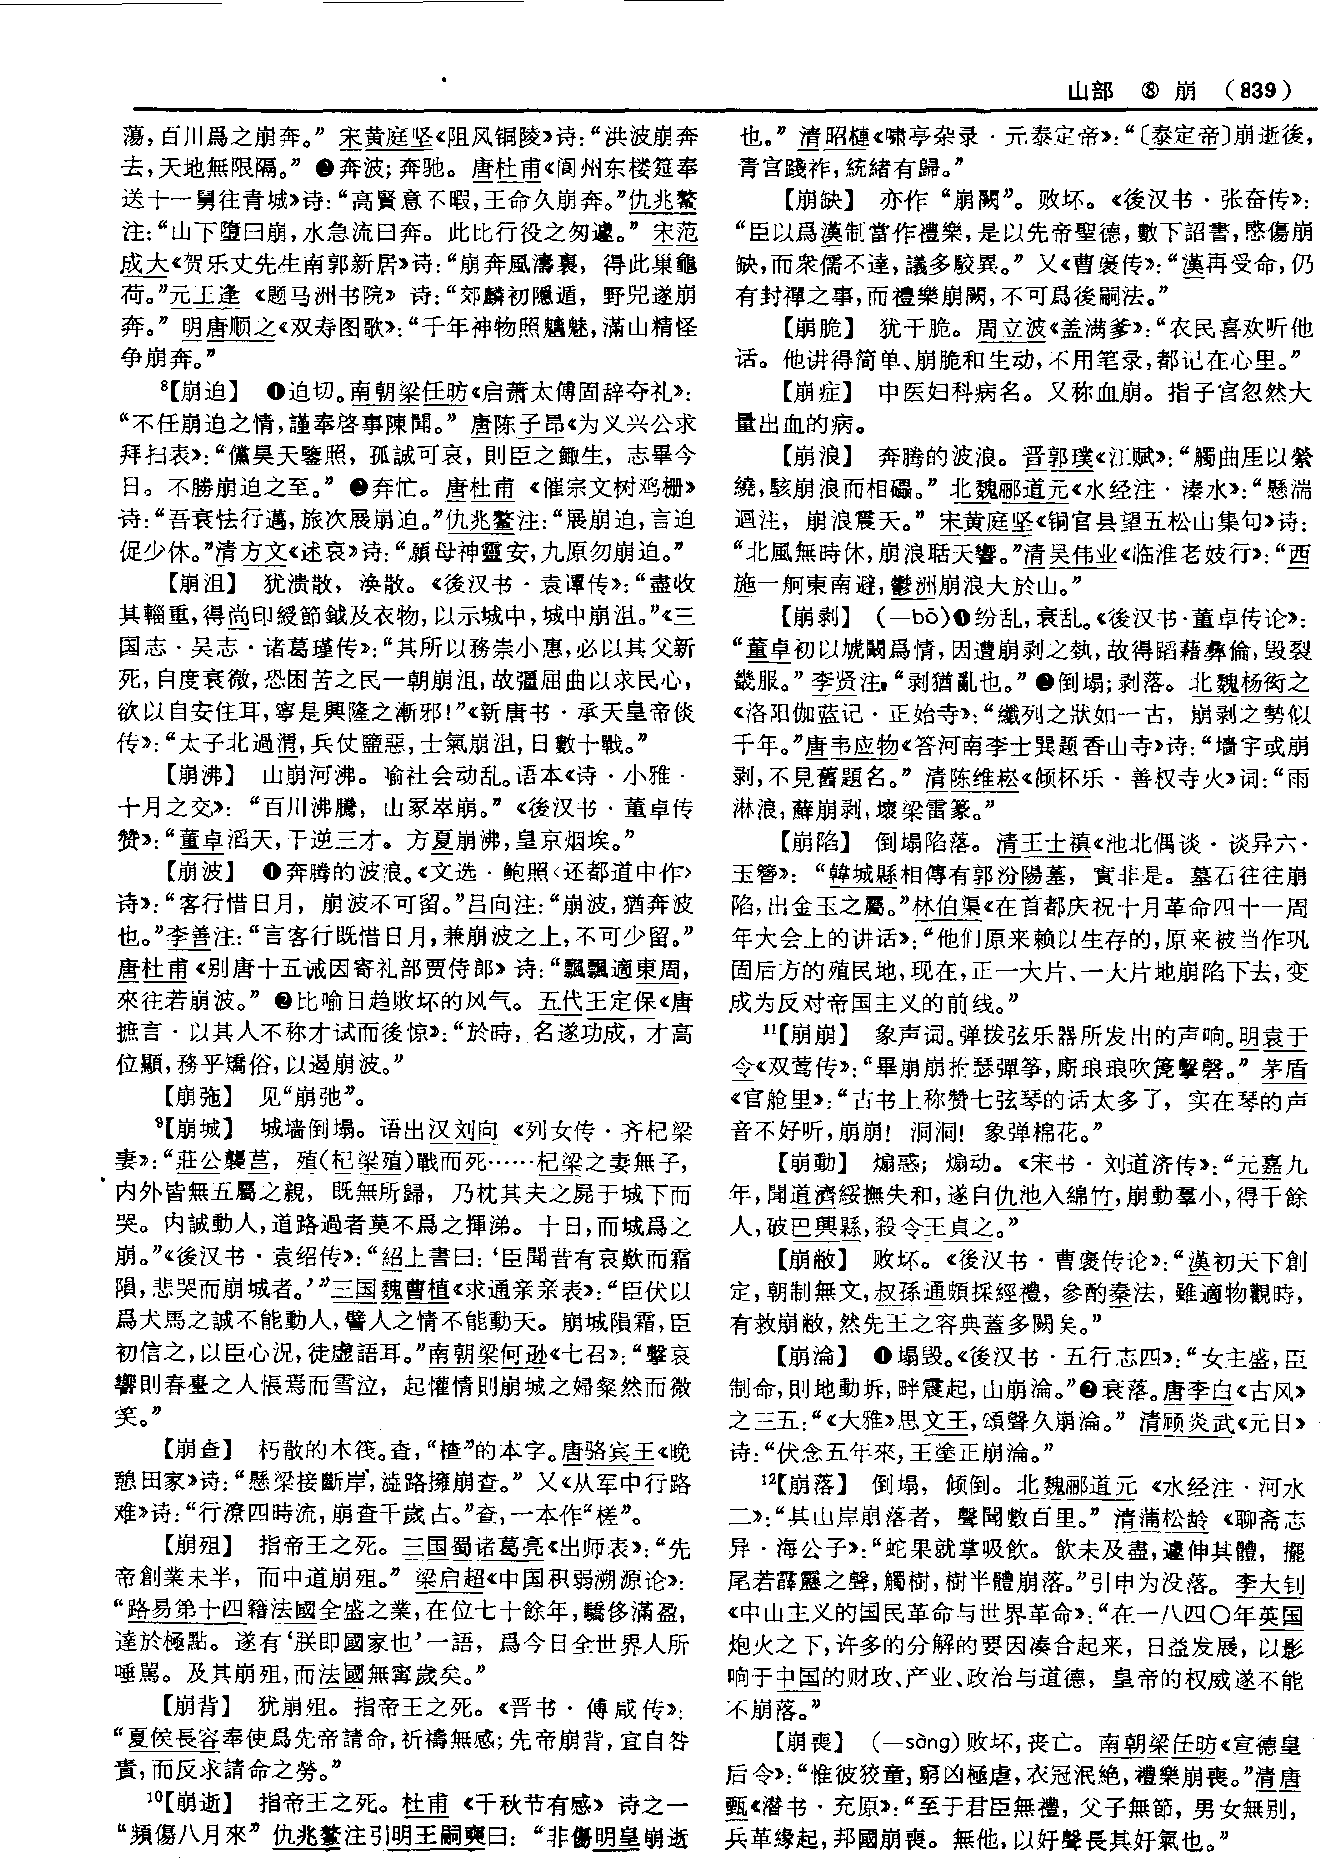 山部 ⑧ 崩 （839）
蕩，百川爲之崩奔。” 宋黄庭坚《阻风铜陵》诗：“洪波崩奔
去，天地無限隔。” ❷奔波；奔驰。唐杜甫《阆州东楼筵奉
送十一舅往青城》诗：“高賢意不暇，王命久崩奔。”仇兆鳌
注：“山下墮曰崩，水急流曰奔。此比行役之匆遽。” 宋范
成大《贺乐丈先生南郭新居》诗：“崩奔風濤裏，得此巢龜
荷。”元王逢《题马洲书院》诗：“郊麟初隱遁，野兕遂崩
奔。” 明唐顺之《双寿图歌》：“千年神物照魑魅，滿山精怪
争崩奔。”
⁸【崩迫】 ❶迫切。南朝梁任昉《启萧太傅固辞夺礼》：
“不任崩迫之情，謹奉啓事陳聞。” 唐陈子昂《为义兴公求
拜扫表》：“儻昊天鑒照，孤誠可哀，則臣之鯫生，志畢今
日。不勝崩迫之至。” ❷奔忙。唐杜甫《催宗文树鸡栅》
诗：“吾衰怯行邁，旅次展崩迫。”仇兆鳌注：“展崩迫，言迫
促少休。”清方文《述哀》诗：“願母神靈安，九原勿崩迫。”
【崩沮】 犹溃散，涣散。《後汉书·袁谭传》：“盡收
其輜重，得尚印綬節鉞及衣物，以示城中，城中崩沮。”《三
国志·吴志·诸葛瑾传》：“其所以務崇小惠，必以其父新
死，自度衰微，恐困苦之民一朝崩沮，故彊屈曲以求民心，
欲以自安住耳，寧是興隆之漸邪！”《新唐书·承天皇帝倓
传》：“太子北過渭，兵仗鹽惡，士氣崩沮，日數十戰。”
【崩沸】 山崩河沸。喻社会动乱。语本《诗·小雅·
十月之交》：“百川沸騰，山冢崒崩。”《後汉书·董卓传
赞》：“董卓滔天，干逆三才。方夏崩沸，皇京烟埃。”
【崩波】 ❶奔腾的波浪。《文选·鲍照〈还都道中作〉
诗》：“客行惜日月，崩波不可留。”吕向注：“崩波，猶奔波
也。”李善注：“言客行既惜日月，兼崩波之上，不可少留。”
唐杜甫《别唐十五诫因寄礼部贾侍郎》诗：“飄飄適東周，
來往若崩波。” ❷比喻日趋败坏的风气。五代王定保《唐
摭言·以其人不称才试而後惊》：“於時，名遂功成，才高
位顯，務乎矯俗，以遏崩波。”
【崩弛】 见“崩弛”。
⁹【崩城】 城墙倒塌。语出汉刘向《列女传·齐杞梁
妻》：“莊公襲莒，殖（杞梁殖）戰而死……杞梁之妻無子，
内外皆無五屬之親，既無所歸，乃枕其夫之屍于城下而
哭。内誠動人，道路過者莫不爲之揮涕。十日，而城爲之
崩。”《後汉书·袁绍传》：“紹上書曰：‘臣聞昔有哀歎而霜
隕，悲哭而崩城者。’”三国魏曹植《求通亲亲表》：“臣伏以
爲犬馬之誠不能動人，譬人之情不能動天。崩城隕霜，臣
初信之，以臣心況，徒虛語耳。”南朝梁何逊《七召》：“擊哀
響則春臺之人悵焉而雪泣，起懽情則崩城之婦粲然而微
笑。”
【崩查】 朽散的木筏。查，“楂”的本字。唐骆宾王《晚
憩田家》诗：“懸梁接斷岸，澁路擁崩查。” 又《从军中行路
难》诗：“行潦四時流，崩查千歲占。”查，一本作“槎”。
【崩殂】 指帝王之死。三国蜀诸葛亮《出师表》：“先
帝創業未半，而中道崩殂。” 梁启超《中国积弱溯源论》：
“路易第十四籍法國全盛之業，在位七十餘年，驕侈滿盈，
達於極點。遂有‘朕即國家也’一語，爲今日全世界人所
唾駡。及其崩殂，而法國無寧歲矣。”
【崩背】 犹崩殂。指帝王之死。《晋书·傅咸传》：
“夏侯長容奉使爲先帝請命，祈禱無感；先帝崩背，宜自咎
責，而反求請命之勞。”
¹⁰【崩逝】 指帝王之死。杜甫《千秋节有感》诗之一
“頻傷八月來” 仇兆鳌注引明王嗣奭曰：“非傷明皇崩逝
也。” 清昭梿《啸亭杂录·元泰定帝》：“〔泰定帝〕崩逝後，
青宫踐祚，統緒有歸。”
【崩缺】 亦作“崩闕”。败坏。《後汉书·张奋传》：
“臣以爲漢制當作禮樂，是以先帝聖德，數下詔書，愍傷崩
缺，而衆儒不達，議多駮異。” 又《曹褒传》：“漢再受命，仍
有封禪之事，而禮樂崩闕，不可爲後嗣法。”
【崩脆】 犹干脆。周立波《盖满爹》：“农民喜欢听他
话。他讲得简单、崩脆和生动，不用笔录，都记在心里。”
【崩症】 中医妇科病名。又称血崩。指子宫忽然大
量出血的病。
【崩浪】 奔腾的波浪。晋郭璞《江赋》：“觸曲厓以縈
繞，駭崩浪而相礧。” 北魏郦道元《水经注·溱水》：“懸湍
迴注，崩浪震天。” 宋黄庭坚《铜官县望五松山集句》诗：
“北風無時休，崩浪聒天響。”清吴伟业《临淮老妓行》：“西
施一舸東南避，鬱洲崩浪大於山。”
【崩剥】 （—bō）❶纷乱，衰乱。《後汉书·董卓传论》：
“董卓初以虓闞爲情，因遭崩剥之埶，故得蹈藉彝倫，毁裂
畿服。” 李贤注：“剥猶亂也。” ❷倒塌；剥落。北魏杨衒之
《洛阳伽蓝记·正始寺》：“纖列之狀如一古，崩剥之勢似
千年。”唐韦应物《答河南李士巽题香山寺》诗：“墙宇或崩
剥，不見舊題名。” 清陈维崧《倾杯乐·善权寺火》词：“雨
淋浪，蘚崩剥，壞梁雷篆。”
【崩陷】 倒塌陷落。清王士禛《池北偶谈·谈异六·
玉簪》：“韓城縣相傳有郭汾陽墓，實非是。墓石往往崩
陷，出金玉之屬。”林伯渠《在首都庆祝十月革命四十一周
年大会上的讲话》：“他们原来赖以生存的，原来被当作巩
固后方的殖民地，现在，正一大片、一大片地崩陷下去，变
成为反对帝国主义的前线。”
¹¹【崩崩】 象声词。弹拨弦乐器所发出的声响。明袁于
令《双莺传》：“畢崩崩拴瑟彈筝，廝琅琅吹篪擊磬。” 茅盾
《官舱里》：“古书上称赞七弦琴的话太多了，实在琴的声
音不好听，崩崩！洞洞！象弹棉花。”
【崩動】 煽惑；煽动。《宋书·刘道济传》：“元嘉九
年，聞道濟綏撫失和，遂自仇池入綿竹，崩動羣小，得千餘
人，破巴興縣，殺令王貞之。”
【崩敝】 败坏。《後汉书·曹褒传论》：“漢初天下創
定，朝制無文，叔孫通頗採經禮，參酌秦法，雖適物觀時，
有救崩敝，然先王之容典蓋多闕矣。”
【崩淪】 ❶塌毁。《後汉书·五行志四》：“女主盛，臣
制命，則地動坼，畔震起，山崩淪。”❷衰落。唐李白《古风》
之三五：“《大雅》思文王，頌聲久崩淪。” 清顾炎武《元日》
诗：“伏念五年來，王塗正崩淪。”
¹²【崩落】 倒塌，倾倒。北魏郦道元《水经注·河水
二》：“其山岸崩落者，聲聞數百里。” 清蒲松龄《聊斋志
异·海公子》：“蛇果就掌吸飲。飲未及盡，遽伸其體，擺
尾若霹靂之聲，觸樹，樹半體崩落。”引申为没落。李大钊
《中山主义的国民革命与世界革命》：“在一八四〇年英国
炮火之下，许多的分解的要因凑合起来，日益发展，以影
响于中国的财政、产业、政治与道德，皇帝的权威遂不能
不崩落。”
【崩喪】 （—sàng）败坏，丧亡。南朝梁任昉《宣德皇
后令》：“惟彼狡童，窮凶極虐，衣冠泯絶，禮樂崩喪。”清唐
甄《潜书·充原》：“至于君臣無禮，父子無節，男女無别，
兵革緣起，邦國崩喪。無他，以好聲長其好氣也。”